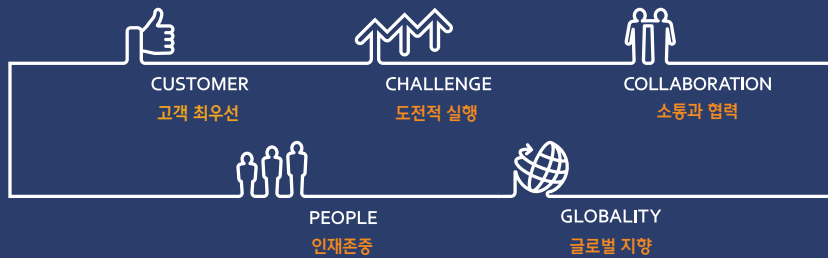 CUSTOMER
고객 최우선
CHALLENGE
도전적 실행
COLLABORATION
소통과 협력
PEOPLE
인재존중
GLOBALITY
글로벌 지향